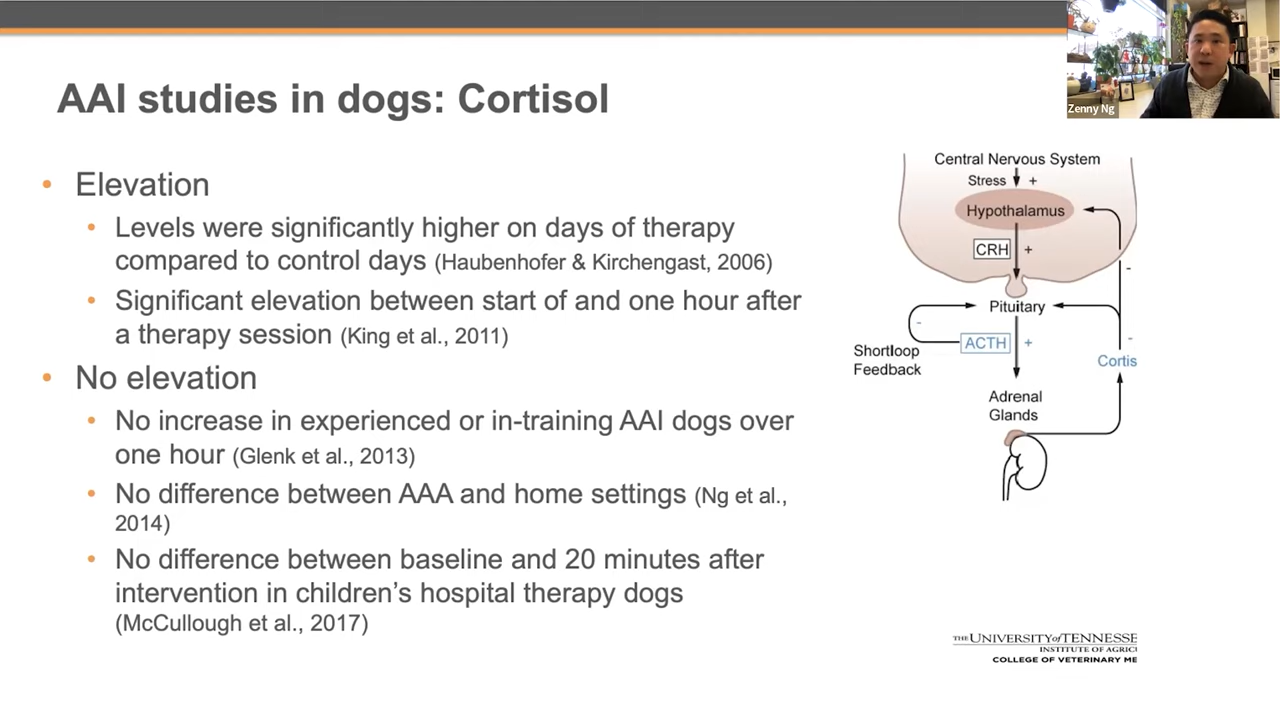 Zenny Ng
AAI studies in dogs: Cortisol
• Elevation
• Levels were significantly higher on days of therapy
compared to control days (Haubenhofer & Kirchengast, 2006)
• Significant elevation between start of and one hour after
a therapy session (King et al., 2011)
• No elevation
• No increase in experienced or in-training AAI dogs over
one hour (Glenk et al., 2013)
• No difference between AAA and home settings (Ng et al.,
2014)
• No difference between baseline and 20 minutes after
intervention in children's hospital therapy dogs
(McCullough et al., 2017)
Central Nervous System
Stress +
Hypothalamus
CRH +
-
Pituitary
-
ACTH +
-
Shortloop
Feedback
Cortis
Adrenal
Glands
THE UNIVERSITY of TENNESSE
INSTITUTE OF AGRIC
COLLEGE OF VETERINARY ME